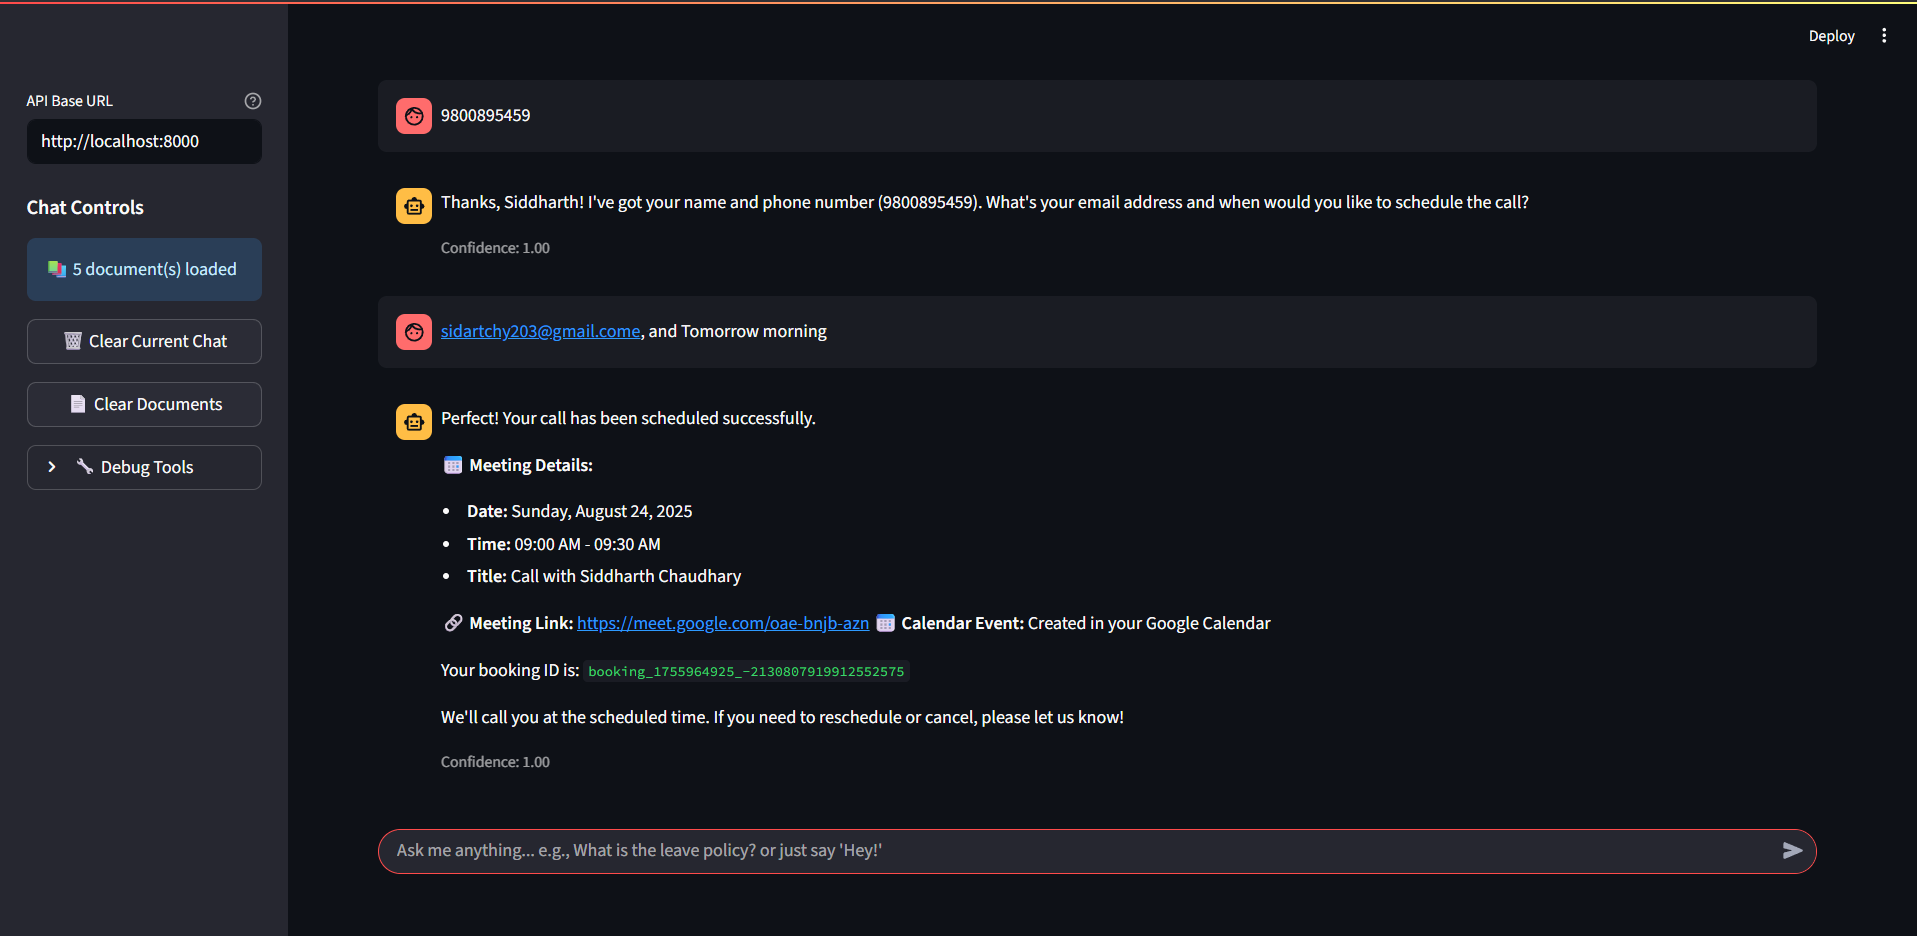 Deploy
API Base URL
http://localhost:8000
Chat Controls
5 document(s) loaded
Clear Current Chat
Clear Documents
Debug Tools
9800895459
Thanks, Siddharth! I've got your name and phone number (9800895459). What's your email address and when would you like to schedule the call?
Confidence: 1.00
sidartchy203@gmail.come, and Tomorrow morning
Perfect! Your call has been scheduled successfully.
Meeting Details:
• Date: Sunday, August 24, 2025
• Time: 09:00 AM - 09:30 AM
• Title: Call with Siddharth Chaudhary
Meeting Link: https://meet.google.com/oae-bnjb-azn Calendar Event: Created in your Google Calendar
Your booking ID is: booking_1755964925_-2130807919912552575
We'll call you at the scheduled time. If you need to reschedule or cancel, please let us know!
Confidence: 1.00
Ask me anything... e.g., What is the leave policy? or just say 'Hey!'